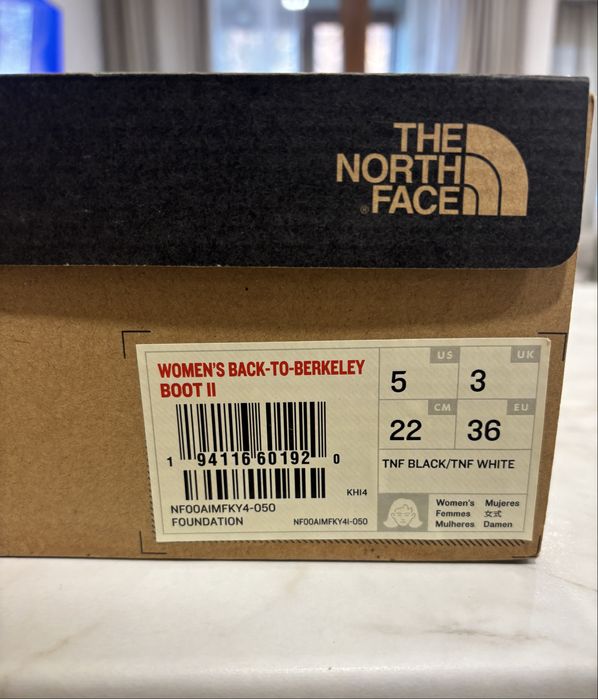 THE
NORTH
® FACE
WOMEN'S BACK-TO-BERKELEY
BOOT II
1 94116 60192 0
KHI4
NF00AIMFKY4-050
FOUNDATION
NF00AIMFKY4I-050
US
5
UK
3
CM
22
EU
36
TNF BLACK/TNF WHITE
Women's Mujeres
Femmes 女式
Mulheres Damen